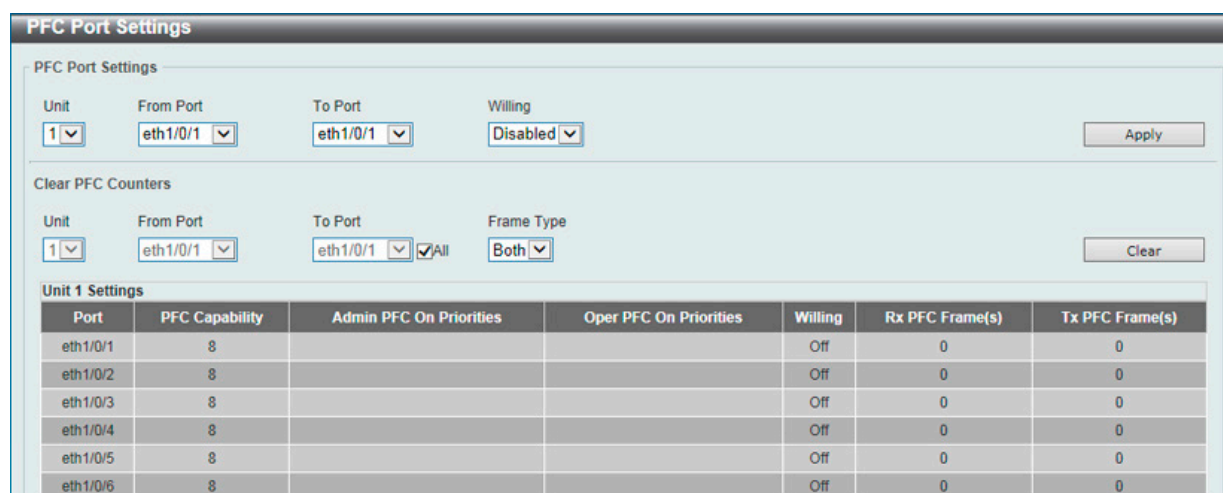 PFC Port Settings
PFC Port Settings
Unit From Port To Port Willing
1 eth1/0/1 eth1/0/1 Disabled Apply
Clear PFC Counters
Unit From Port To Port Frame Type
1 eth1/0/1 eth1/0/1 All Both Clear
Unit 1 Settings
Port PFC Capability Admin PFC On Priorities Oper PFC On Priorities Willing Rx PFC Frame(s) Tx PFC Frame(s)
eth1/0/1 8 Off 0 0
eth1/0/2 8 Off 0 0
eth1/0/3 8 Off 0 0
eth1/0/4 8 Off 0 0
eth1/0/5 8 Off 0 0
eth1/0/6 8 Off 0 0